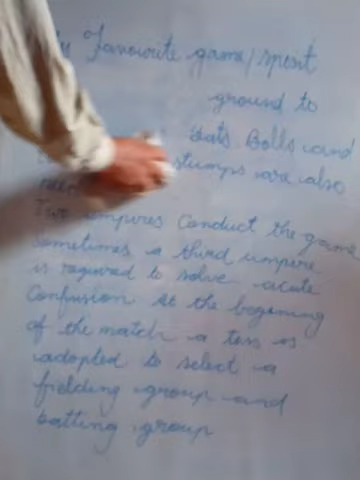 My Favourite game/sport
ground to
bats. Balls and
stumps are also
Two umpires Conduct the game
Sometimes a third umpire
is required to solve acute
Confusion At the begening
of the match a toss is
adopted to select a
fielding group and
batting group